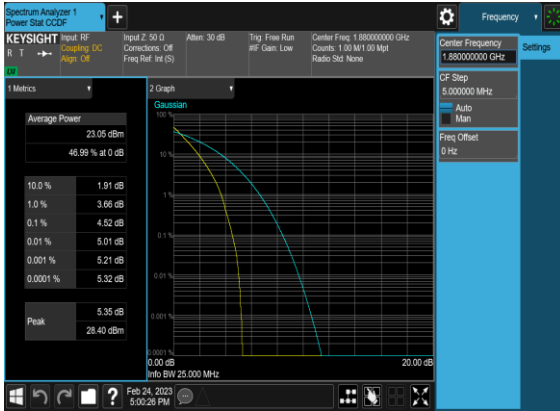 Spectrum Analyzer 1
Power Stat CCDF
Frequency
KEYSIGHT
R T
Input: RF
Coupling: DC
Align: Off
Input Z: 50 Ω
Corrections: Off
Freq Ref: Int (S)
Atten: 30 dB
Trig: Free Run
#IF Gain: Low
Center Freq: 1.880000000 GHz
Counts: 1.00 M/1.00 Mpt
Radio Std: None
Center Frequency
1.880000000 GHz
Settings
CF Step
5.000000 MHz
Auto
Man
Freq Offset
0 Hz
1 Metrics
Average Power
23.05 dBm
46.99 % at 0 dB
10.0 % 1.91 dB
1.0 % 3.66 dB
0.1 % 4.52 dB
0.01 % 5.01 dB
0.001 % 5.21 dB
0.0001 % 5.32 dB
Peak
5.35 dB
28.40 dBm
2 Graph
Gaussian
100 %
10 %
1 %
0.1 %
0.01 %
0.001 %
0.0001 %
0.00 dB
20.00 dB
Info BW 25.000 MHz
Feb 24, 2023
5:00:26 PM